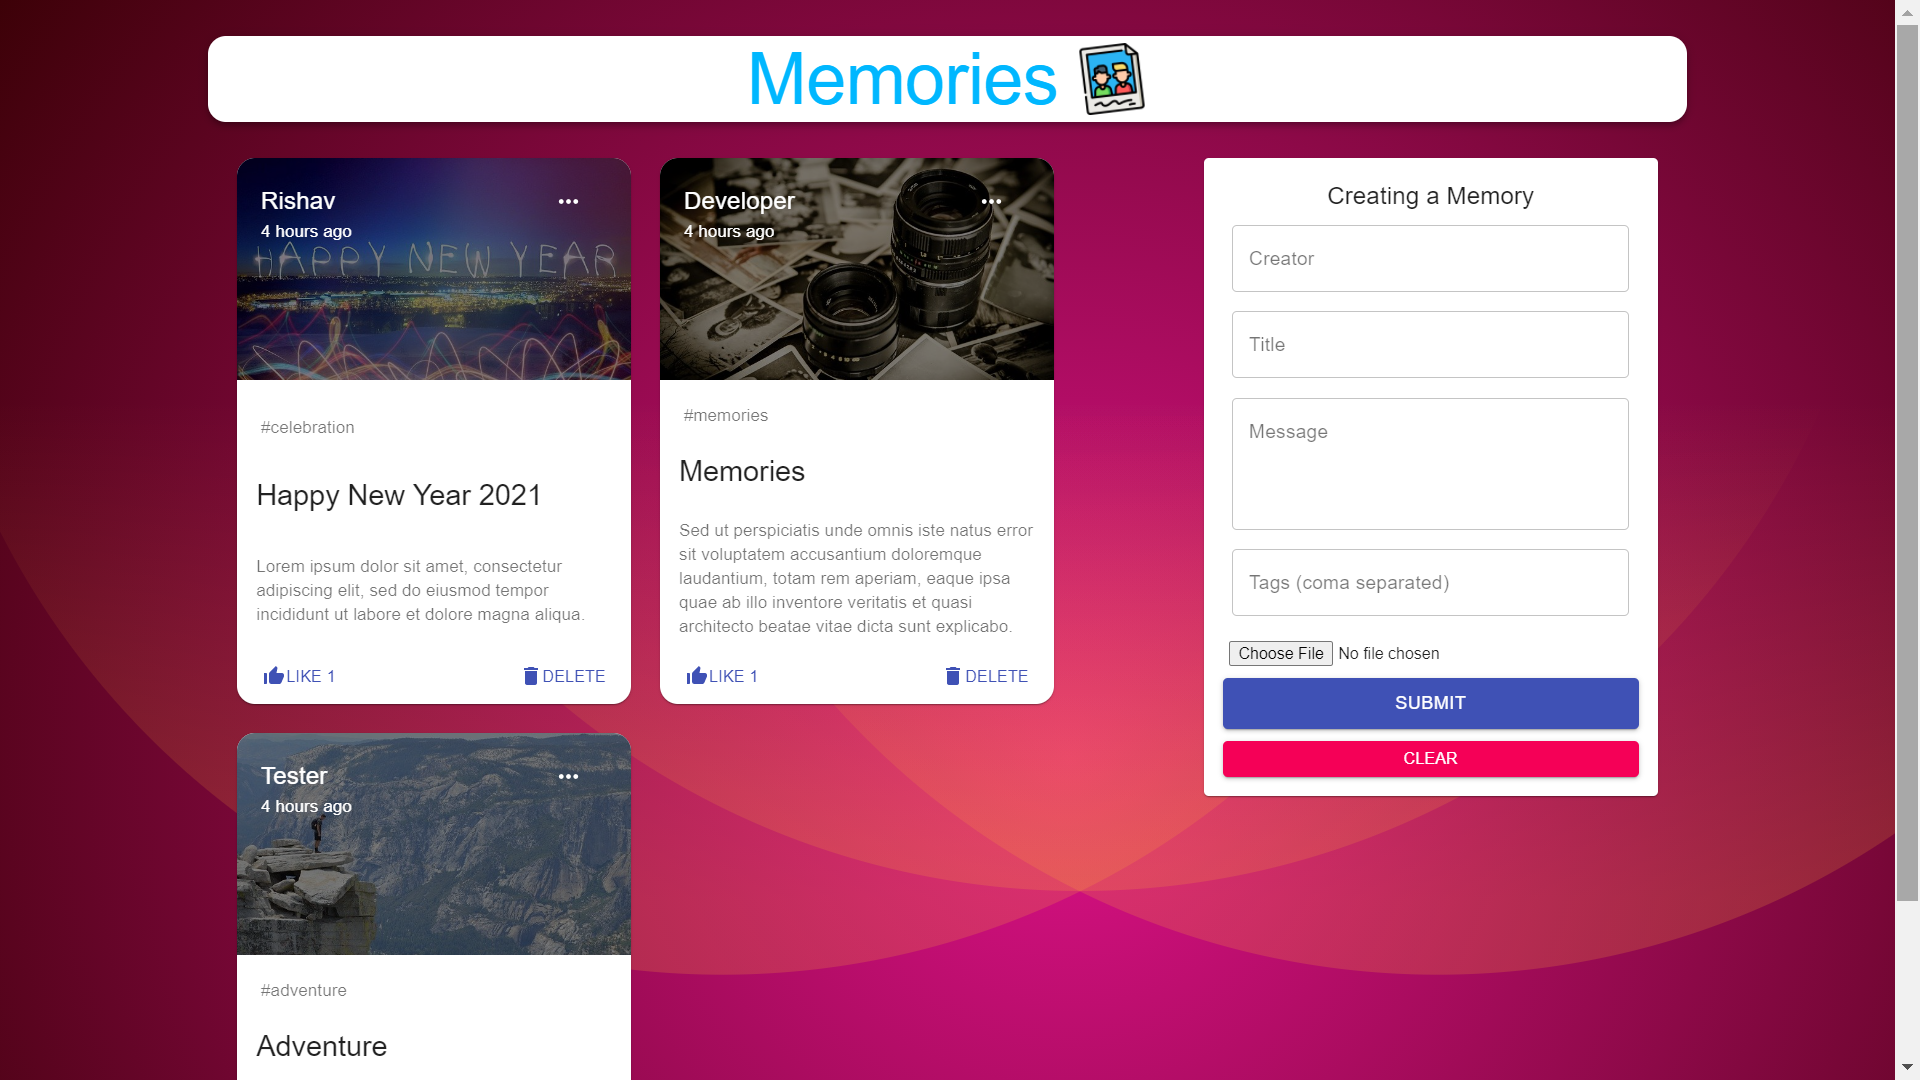 Memories
Rishav
4 hours ago
HAPPY NEW YEAR
#celebration
Happy New Year 2021
Lorem ipsum dolor sit amet, consectetur
adipiscing elit, sed do eiusmod tempor
incididunt ut labore et dolore magna aliqua.
LIKE 1
DELETE
Developer
4 hours ago
#memories
Memories
Sed ut perspiciatis unde omnis iste natus error
sit voluptatem accusantium doloremque
laudantium, totam rem aperiam, eaque ipsa
quae ab illo inventore veritatis et quasi
architecto beatae vitae dicta sunt explicabo.
LIKE 1
DELETE
Tester
4 hours ago
#adventure
Adventure
Creating a Memory
Creator
Title
Message
Tags (coma separated)
Choose File No file chosen
SUBMIT
CLEAR